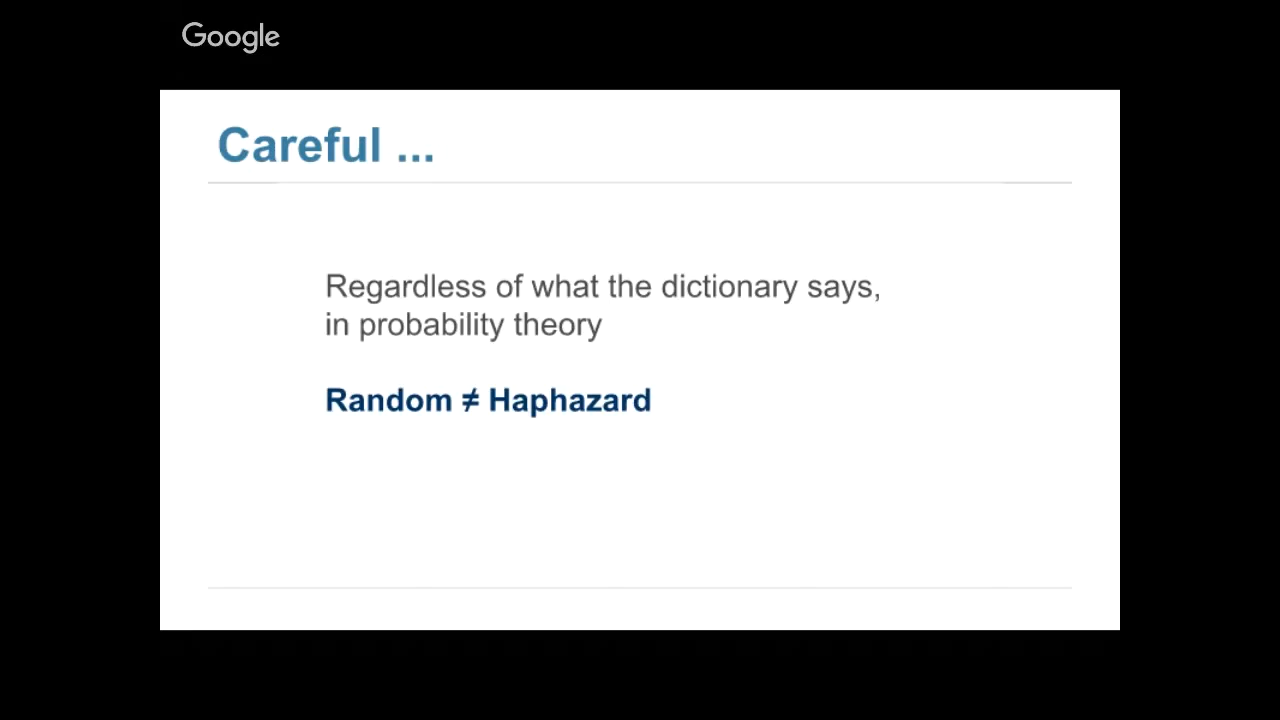 Google
Careful ...
Regardless of what the dictionary says,
in probability theory
Random ≠ Haphazard